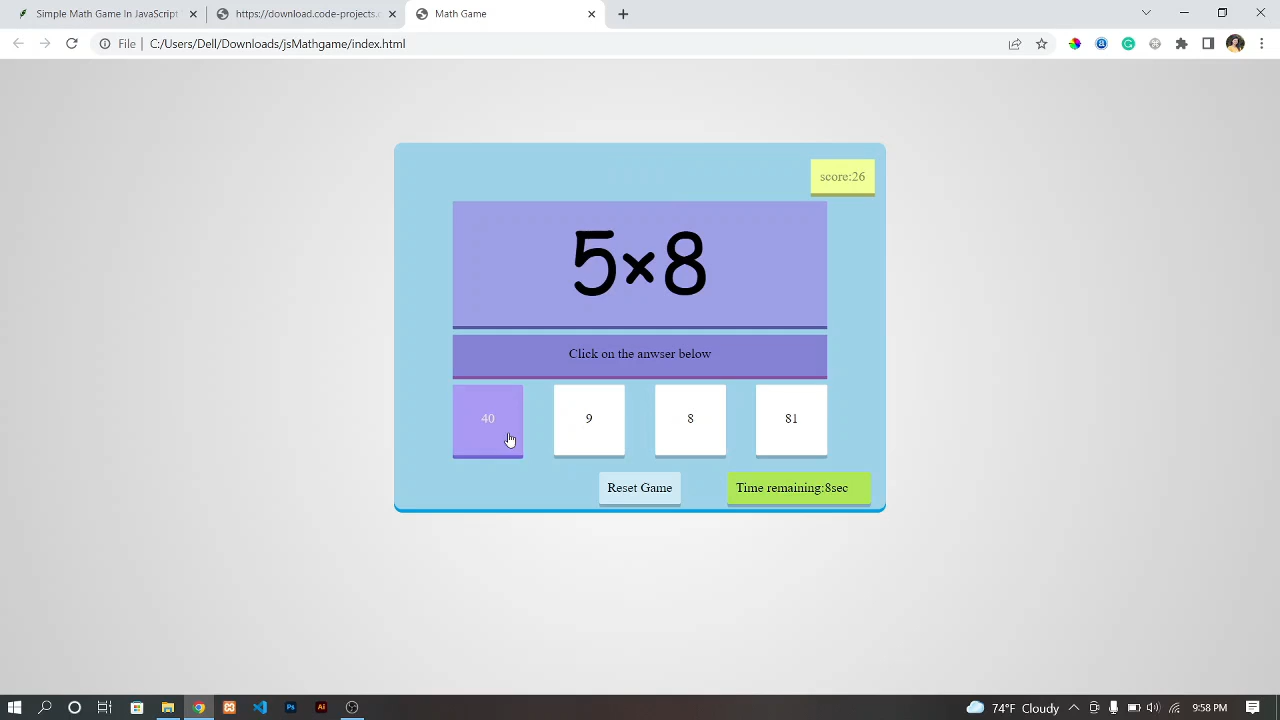 Simple Math Game In JavaScript
https://download.code-projects.
Math Game
File
C:/Users/Dell/Downloads/jsMathgame/index.html
score:26
5×8
Click on the anwser below
40
9
8
81
Reset Game
Time remaining:8sec
74°F Cloudy
9:58 PM